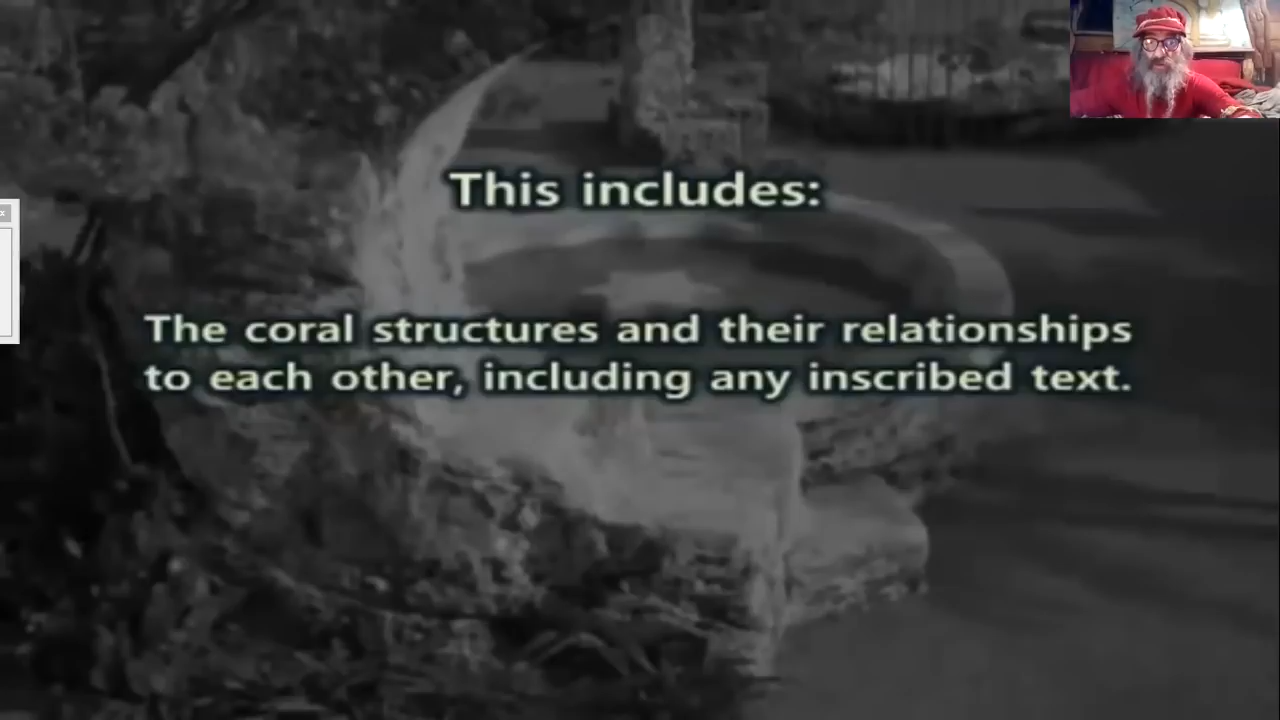 This includes:
The coral structures and their relationships
to each other, including any inscribed text.